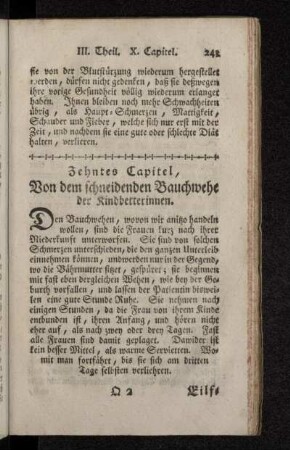 III. Theil. X. Capitel. 243
sie von der Blutstürzung wiederum hergestellet
werden, dürfen nicht gedenken, daß sie deßwegen
ihre vorige Gesundheit völlig wiederum erlanget
haben. Ihnen bleiben noch mehr Schwachheiten
übrig, als Haupt-Schmerzen, Mattigkeit,
Schauder und Fieber, welche sich nur erst mit der
Zeit, und nachdem sie eine gute oder schlechte Diät
halten, verlieren.
Zehntes Capitel,
Von dem schneidenden Bauchwehe
der Kindbetterinnen.
Den Bauchwehen, wovon wir anitzo handeln
wollen, sind die Frauen kurz nach ihrer
Niederkunft unterworfen. Sie sind von solchen
Schmerzen unterschieden, die den ganzen Unterleib
einnehmen können, und werden nur in der Gegend,
wo die Bährmutter sitzet, gespüret; sie beginnen
mit fast eben dergleichen Wehen, wie bey der Ge-
burth vorfallen, und lassen der Patientin bisweí-
len eine gute Stunde Ruhe. Sie nehmen nach
einigen Stunden, da die Frau von ihrem Kinde
entbunden ist, ihren Anfang, und hören nicht
eher auf, als nach zwey oder drey Tagen. Fast
alle Frauen sind damit geplaget. Dawider ist
kein besser Mittel, als warme Servietten. Wo-
mit man fortfähret, bis sie sich am dritten
Tage selbsten verliehren.
Q 2 Eilf-